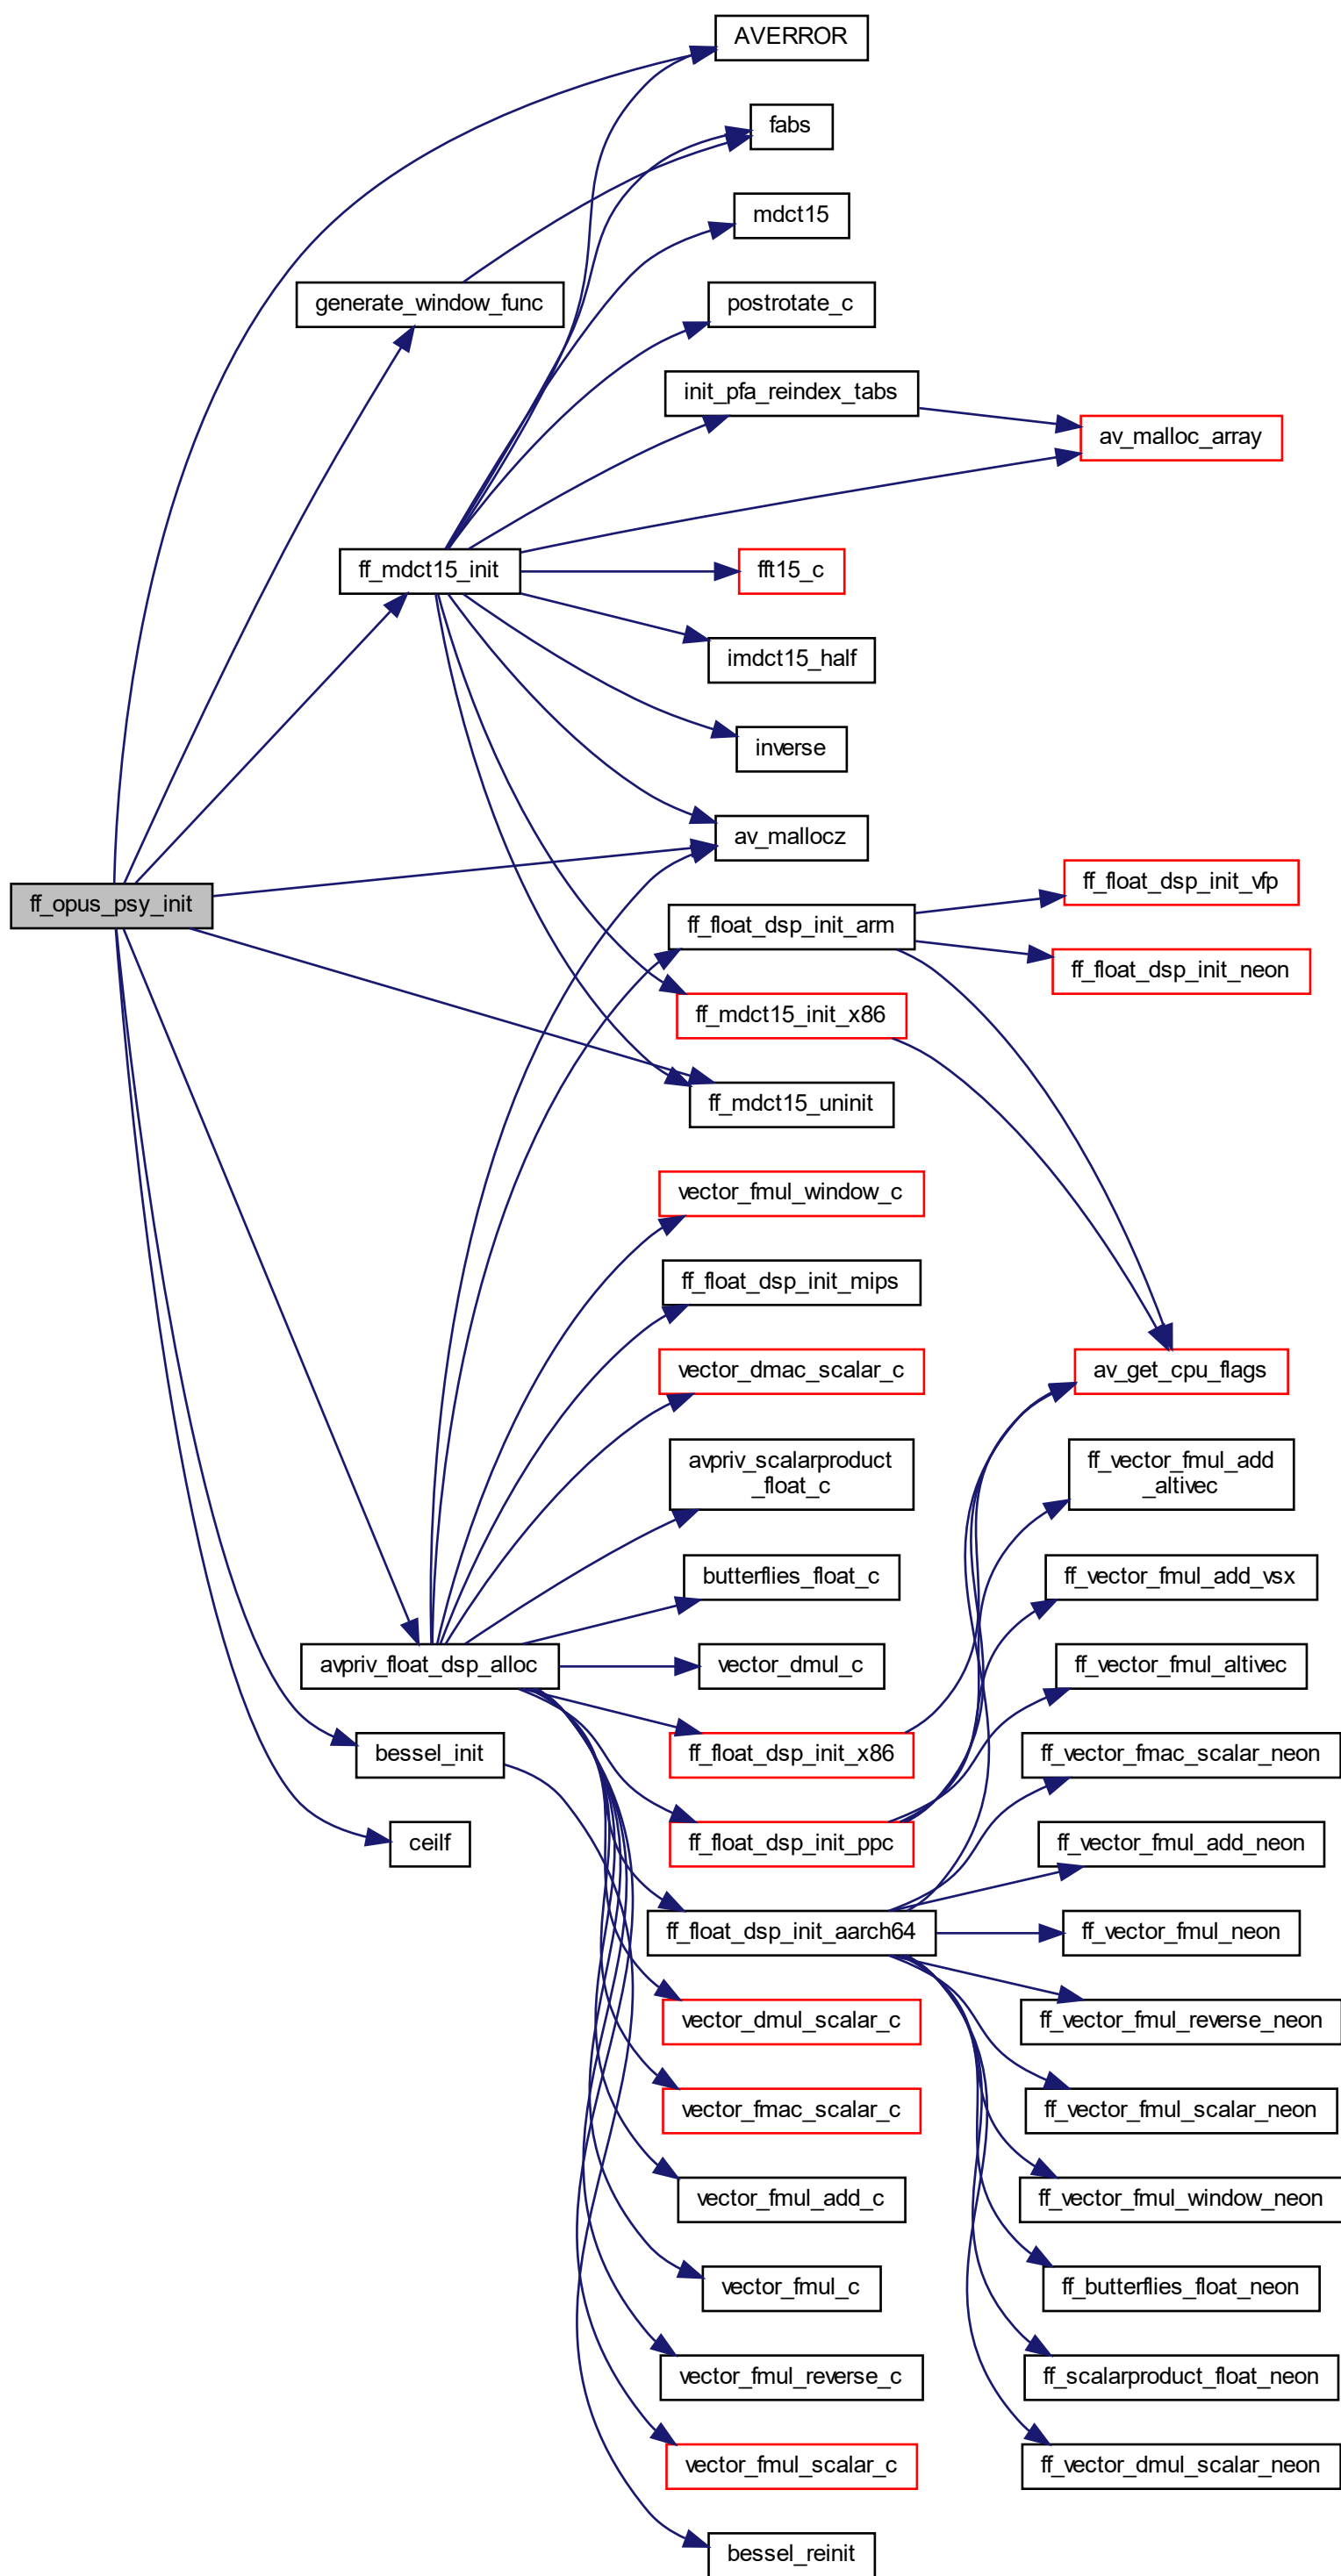 AVERROR
fabs
mdct15
generate_window_func
postrotate_c
init_pfa_reindex_tabs
av_malloc_array
ff_mdct15_init
fft15_c
imdct15_half
inverse
av_mallocz
ff_opus_psy_init
ff_float_dsp_init_arm
ff_float_dsp_init_vfp
ff_float_dsp_init_neon
ff_mdct15_init_x86
ff_mdct15_uninit
vector_fmul_window_c
ff_float_dsp_init_mips
vector_dmac_scalar_c
av_get_cpu_flags
avpriv_scalarproduct
_float_c
ff_vector_fmul_add
_altivec
butterflies_float_c
ff_vector_fmul_add_vsx
avpriv_float_dsp_alloc
vector_dmul_c
ff_vector_fmul_altivec
bessel_init
ff_float_dsp_init_x86
ff_vector_fmac_scalar_neon
ceilf
ff_float_dsp_init_ppc
ff_vector_fmul_add_neon
ff_float_dsp_init_aarch64
ff_vector_fmul_neon
vector_dmul_scalar_c
ff_vector_fmul_reverse_neon
vector_fmac_scalar_c
ff_vector_fmul_scalar_neon
vector_fmul_add_c
ff_vector_fmul_window_neon
vector_fmul_c
ff_butterflies_float_neon
vector_fmul_reverse_c
ff_scalarproduct_float_neon
vector_fmul_scalar_c
ff_vector_dmul_scalar_neon
bessel_reinit